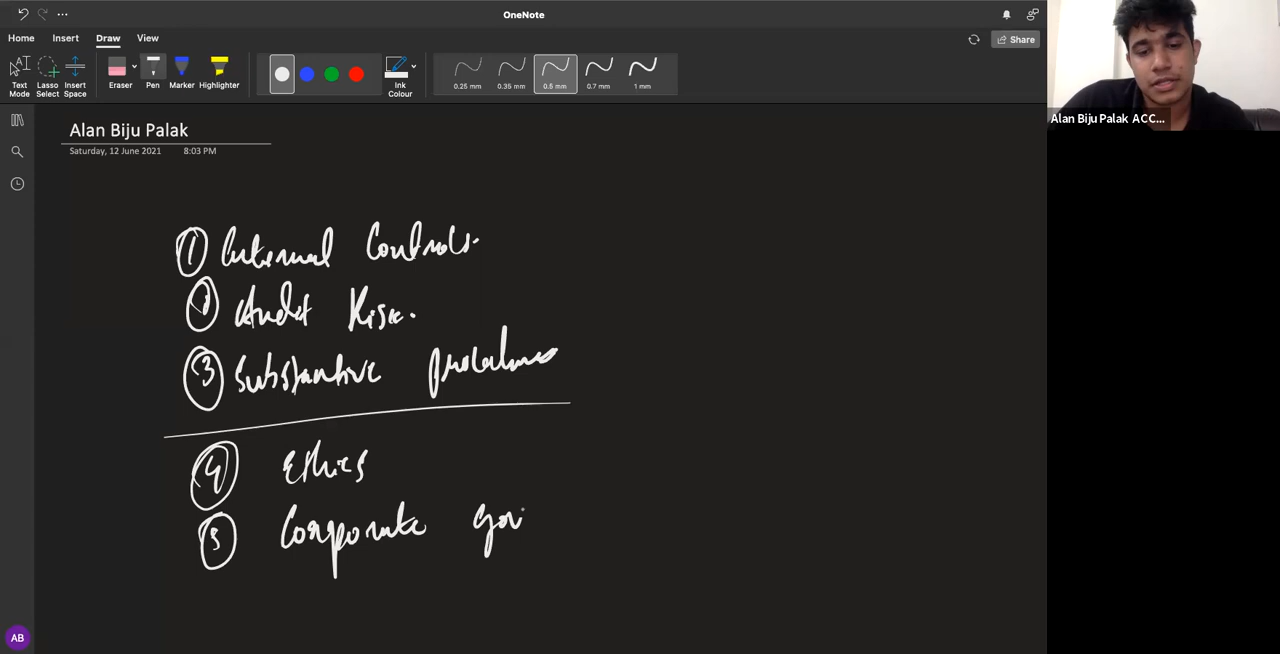 OneNote
Home Insert Draw View
Share
Text Mode
Lasso Select
Insert Space
Eraser
Pen
Marker
Highlighter
Ink Colour
0.25 mm
0.35 mm
0.5 mm
0.7 mm
1 mm
Alan Biju Palak ACC...
Alan Biju Palak
Saturday, 12 June 2021 8:03 PM
① Internal Controls.
② Audit Risk.
③ Substantive procedures
④ Ethics
⑤ Corporate gov
AB